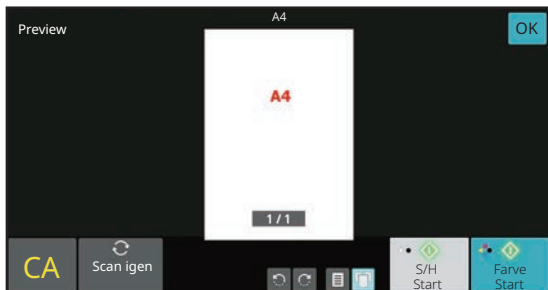 A4
Preview
OK
A4
1 / 1
CA
Scan igen
S/H
Start
Farve
Start